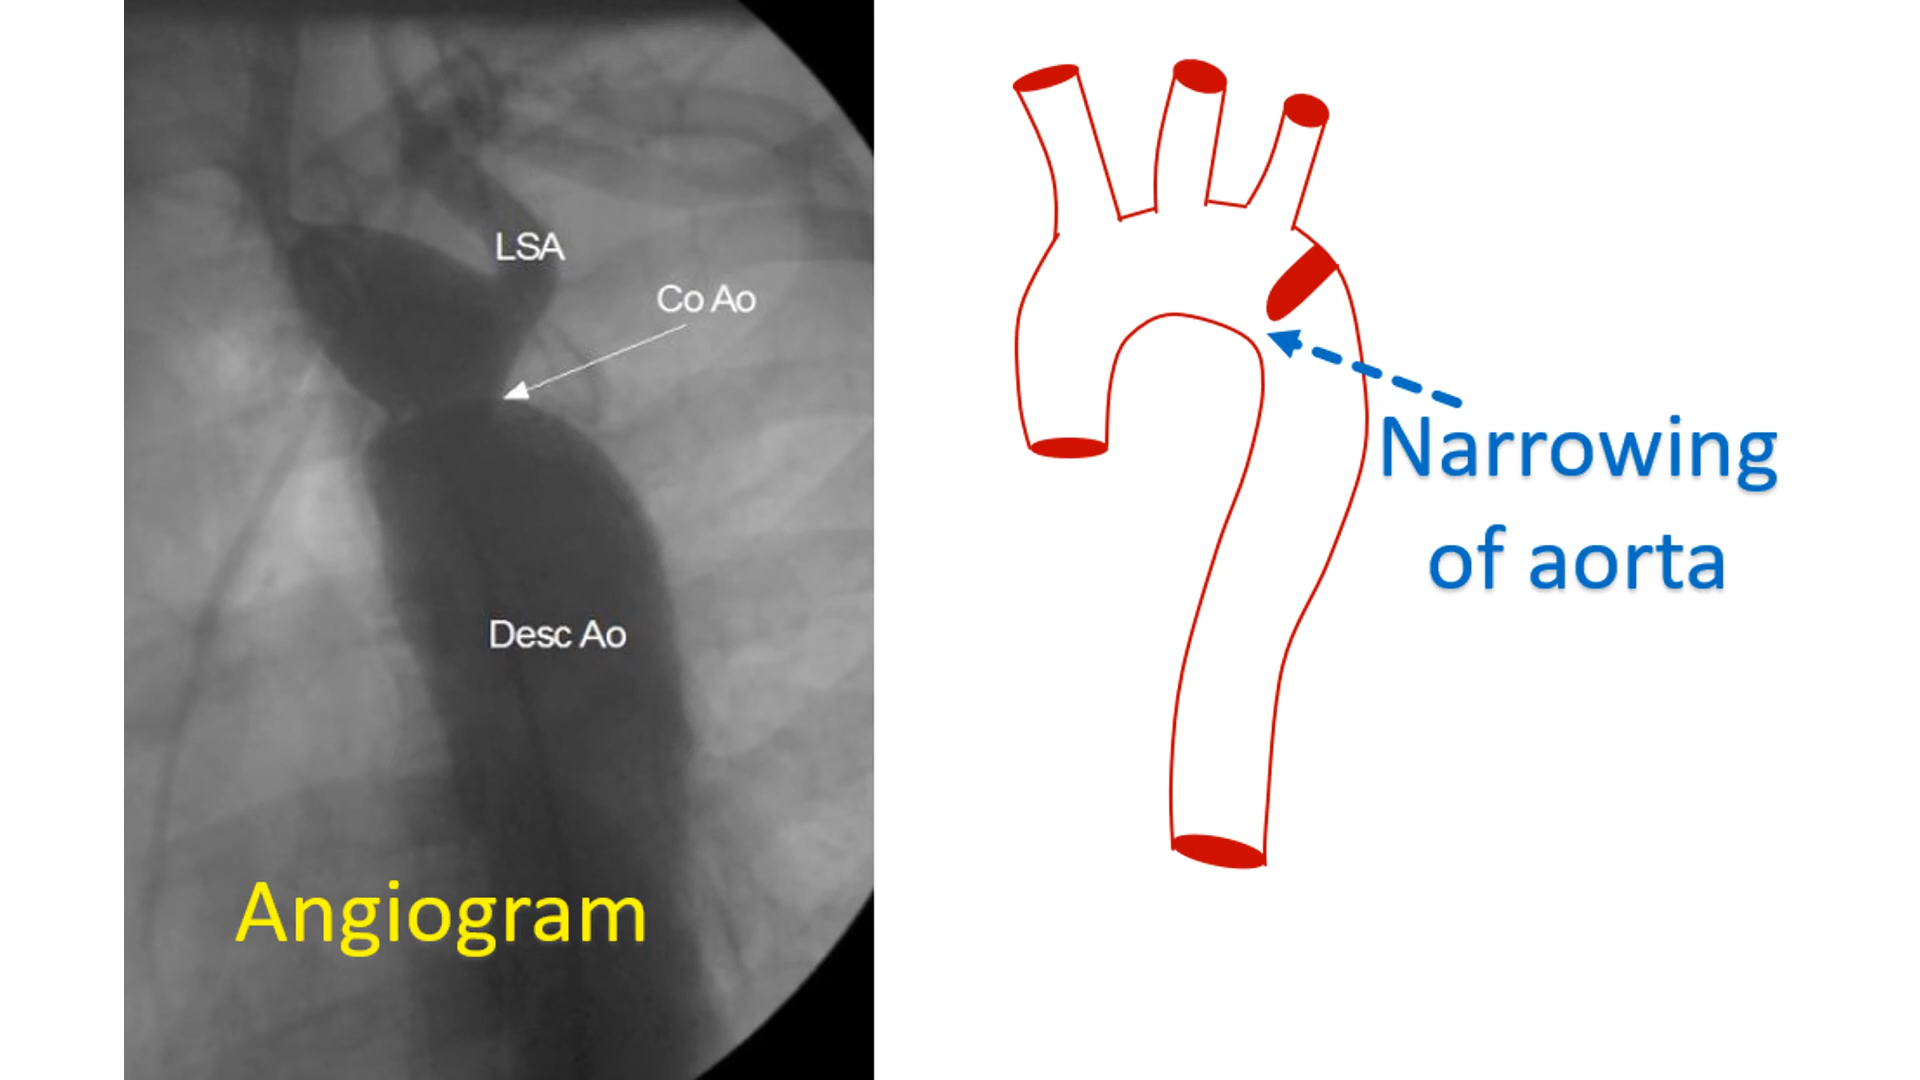 LSA
Co Ao
Desc Ao
Angiogram
Narrowing
of aorta